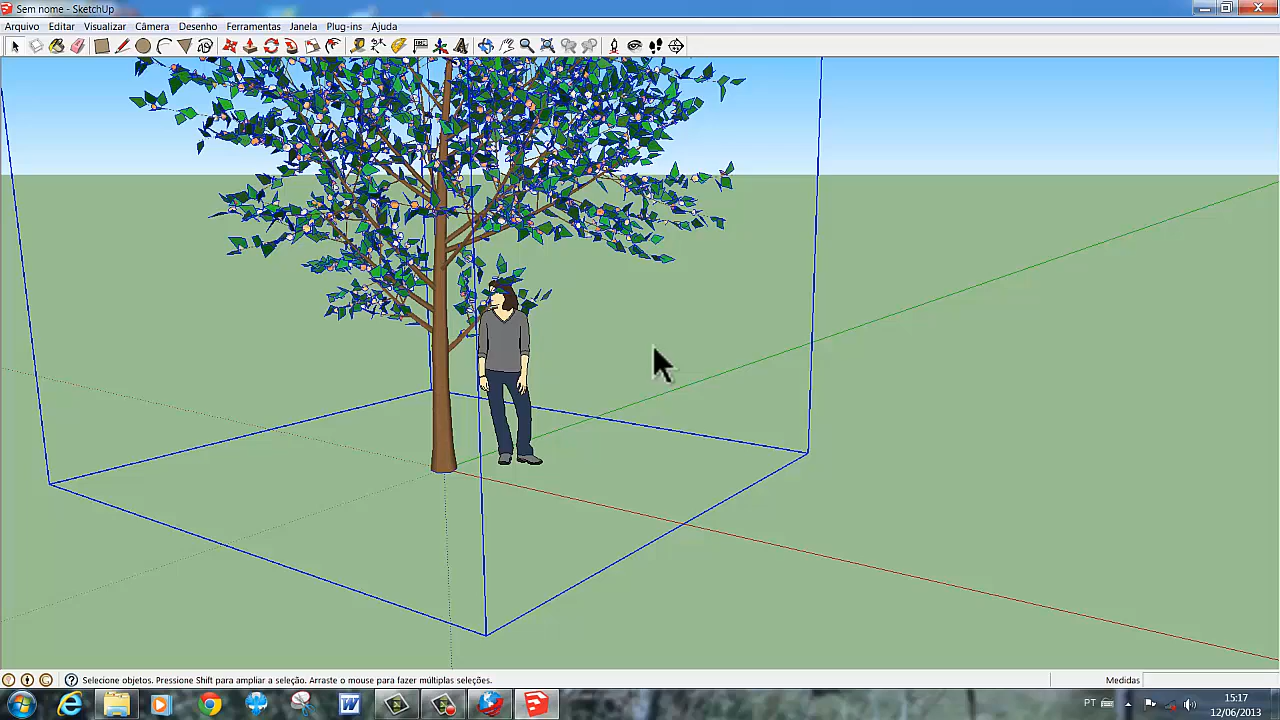 Sem nome - SketchUp
Arquivo Editar Visualizar Câmera Desenho Ferramentas Janela Plug-ins Ajuda
Selecione objetos. Pressione Shift para ampliar a seleção. Arraste o mouse para fazer múltiplas seleções.
Medidas
PT
15:17
12/06/2013